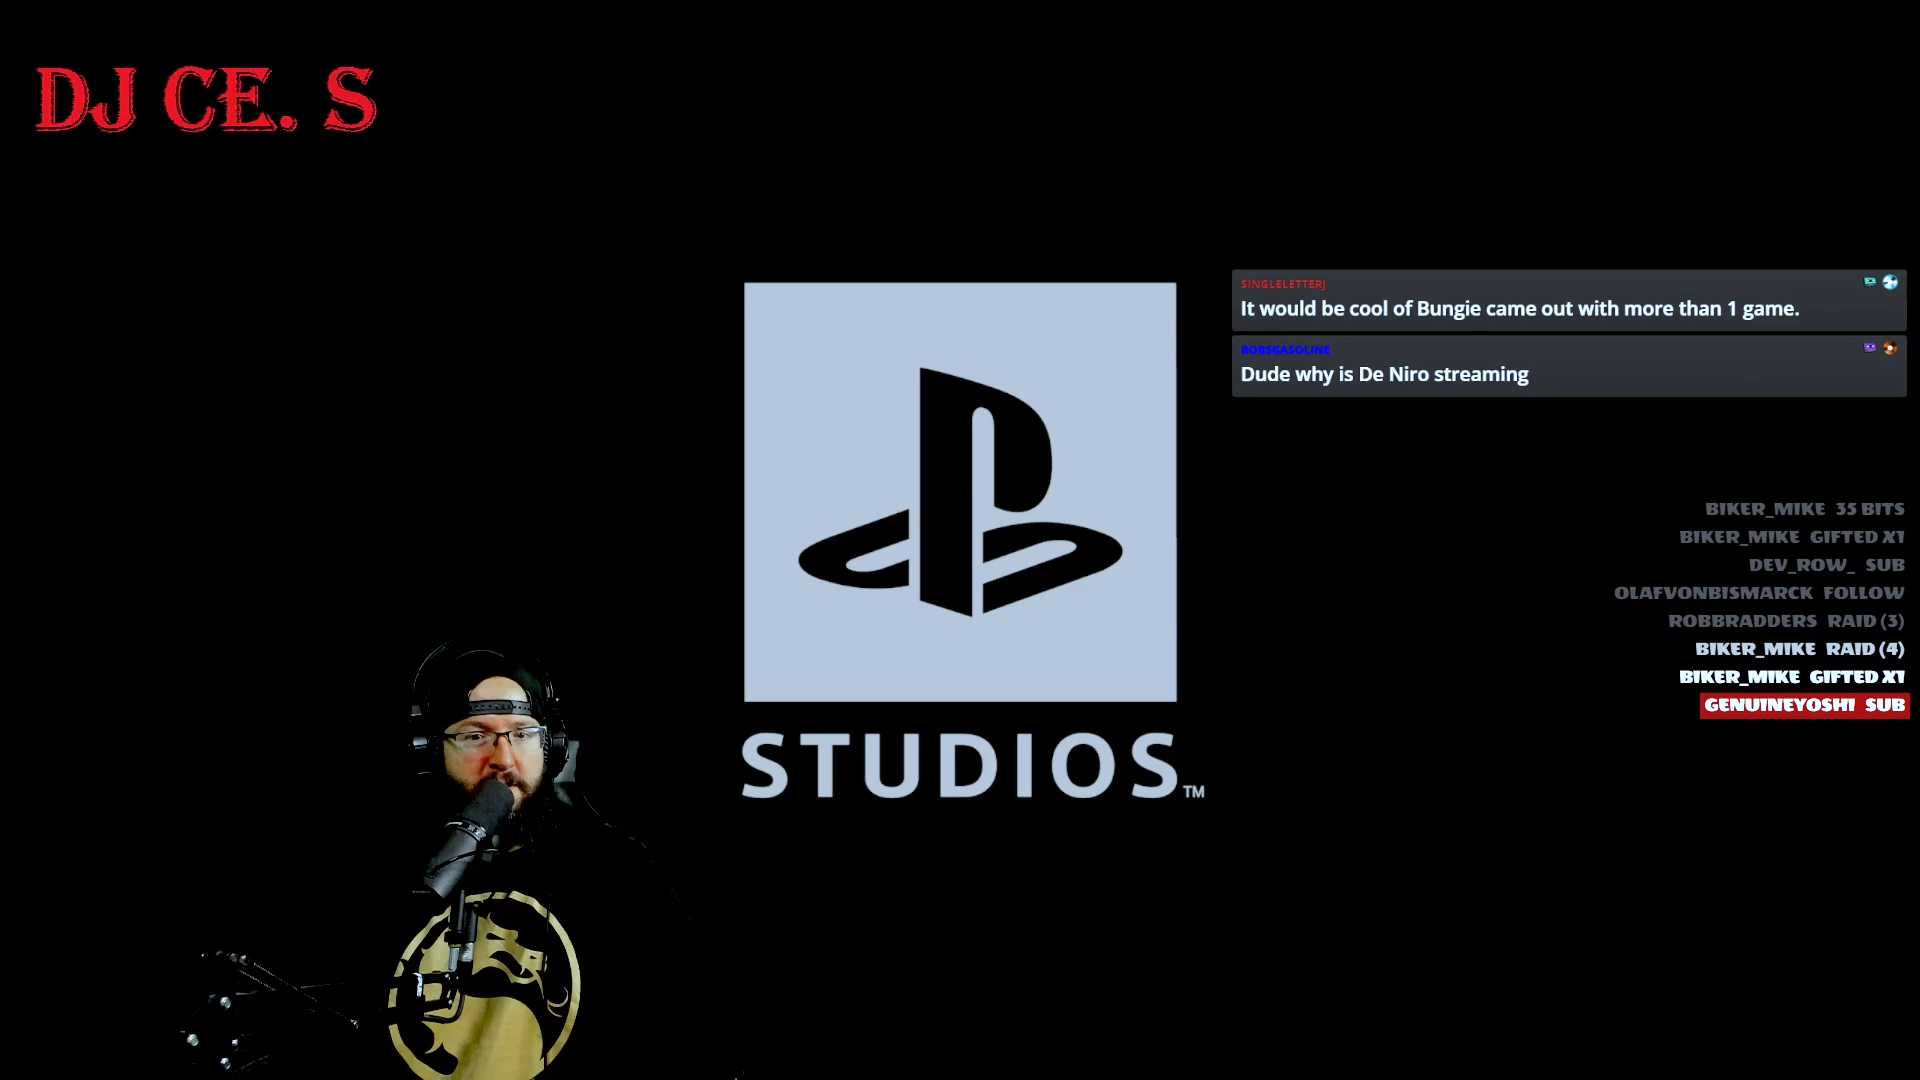 DJ CE. S
SINGLELETTERJ
It would be cool of Bungie came out with more than 1 game.
BOBSGASOLINE
Dude why is De Niro streaming
BIKER_MIKE 35 BITS
BIKER_MIKE GIFTED X1
DEV_ROW_ SUB
OLAFVONBISMARCK FOLLOW
ROBBRADDERS RAID (3)
BIKER_MIKE RAID (4)
BIKER_MIKE GIFTED X1
GENUINEYOSHI SUB
STUDIOS™